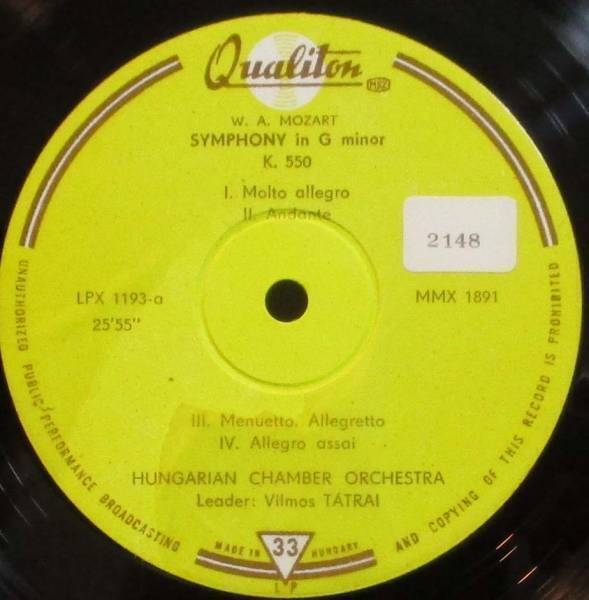 Qualiton
MHZ
W. A. MOZART
SYMPHONY in G minor
K. 550
I. Molto allegro
II. Andante
2148
LPX 1193-a
MMX 1891
25'55"
III. Menuetto. Allegretto
IV. Allegro assai
HUNGARIAN CHAMBER ORCHESTRA
Leader: Vilmos TÁTRAI
UNAUTHORIZED PUBLIC PERFORMANCE BROADCASTING AND COPYING OF THIS RECORD IS PROHIBITED
MADE IN 33 HUNGARY
LP